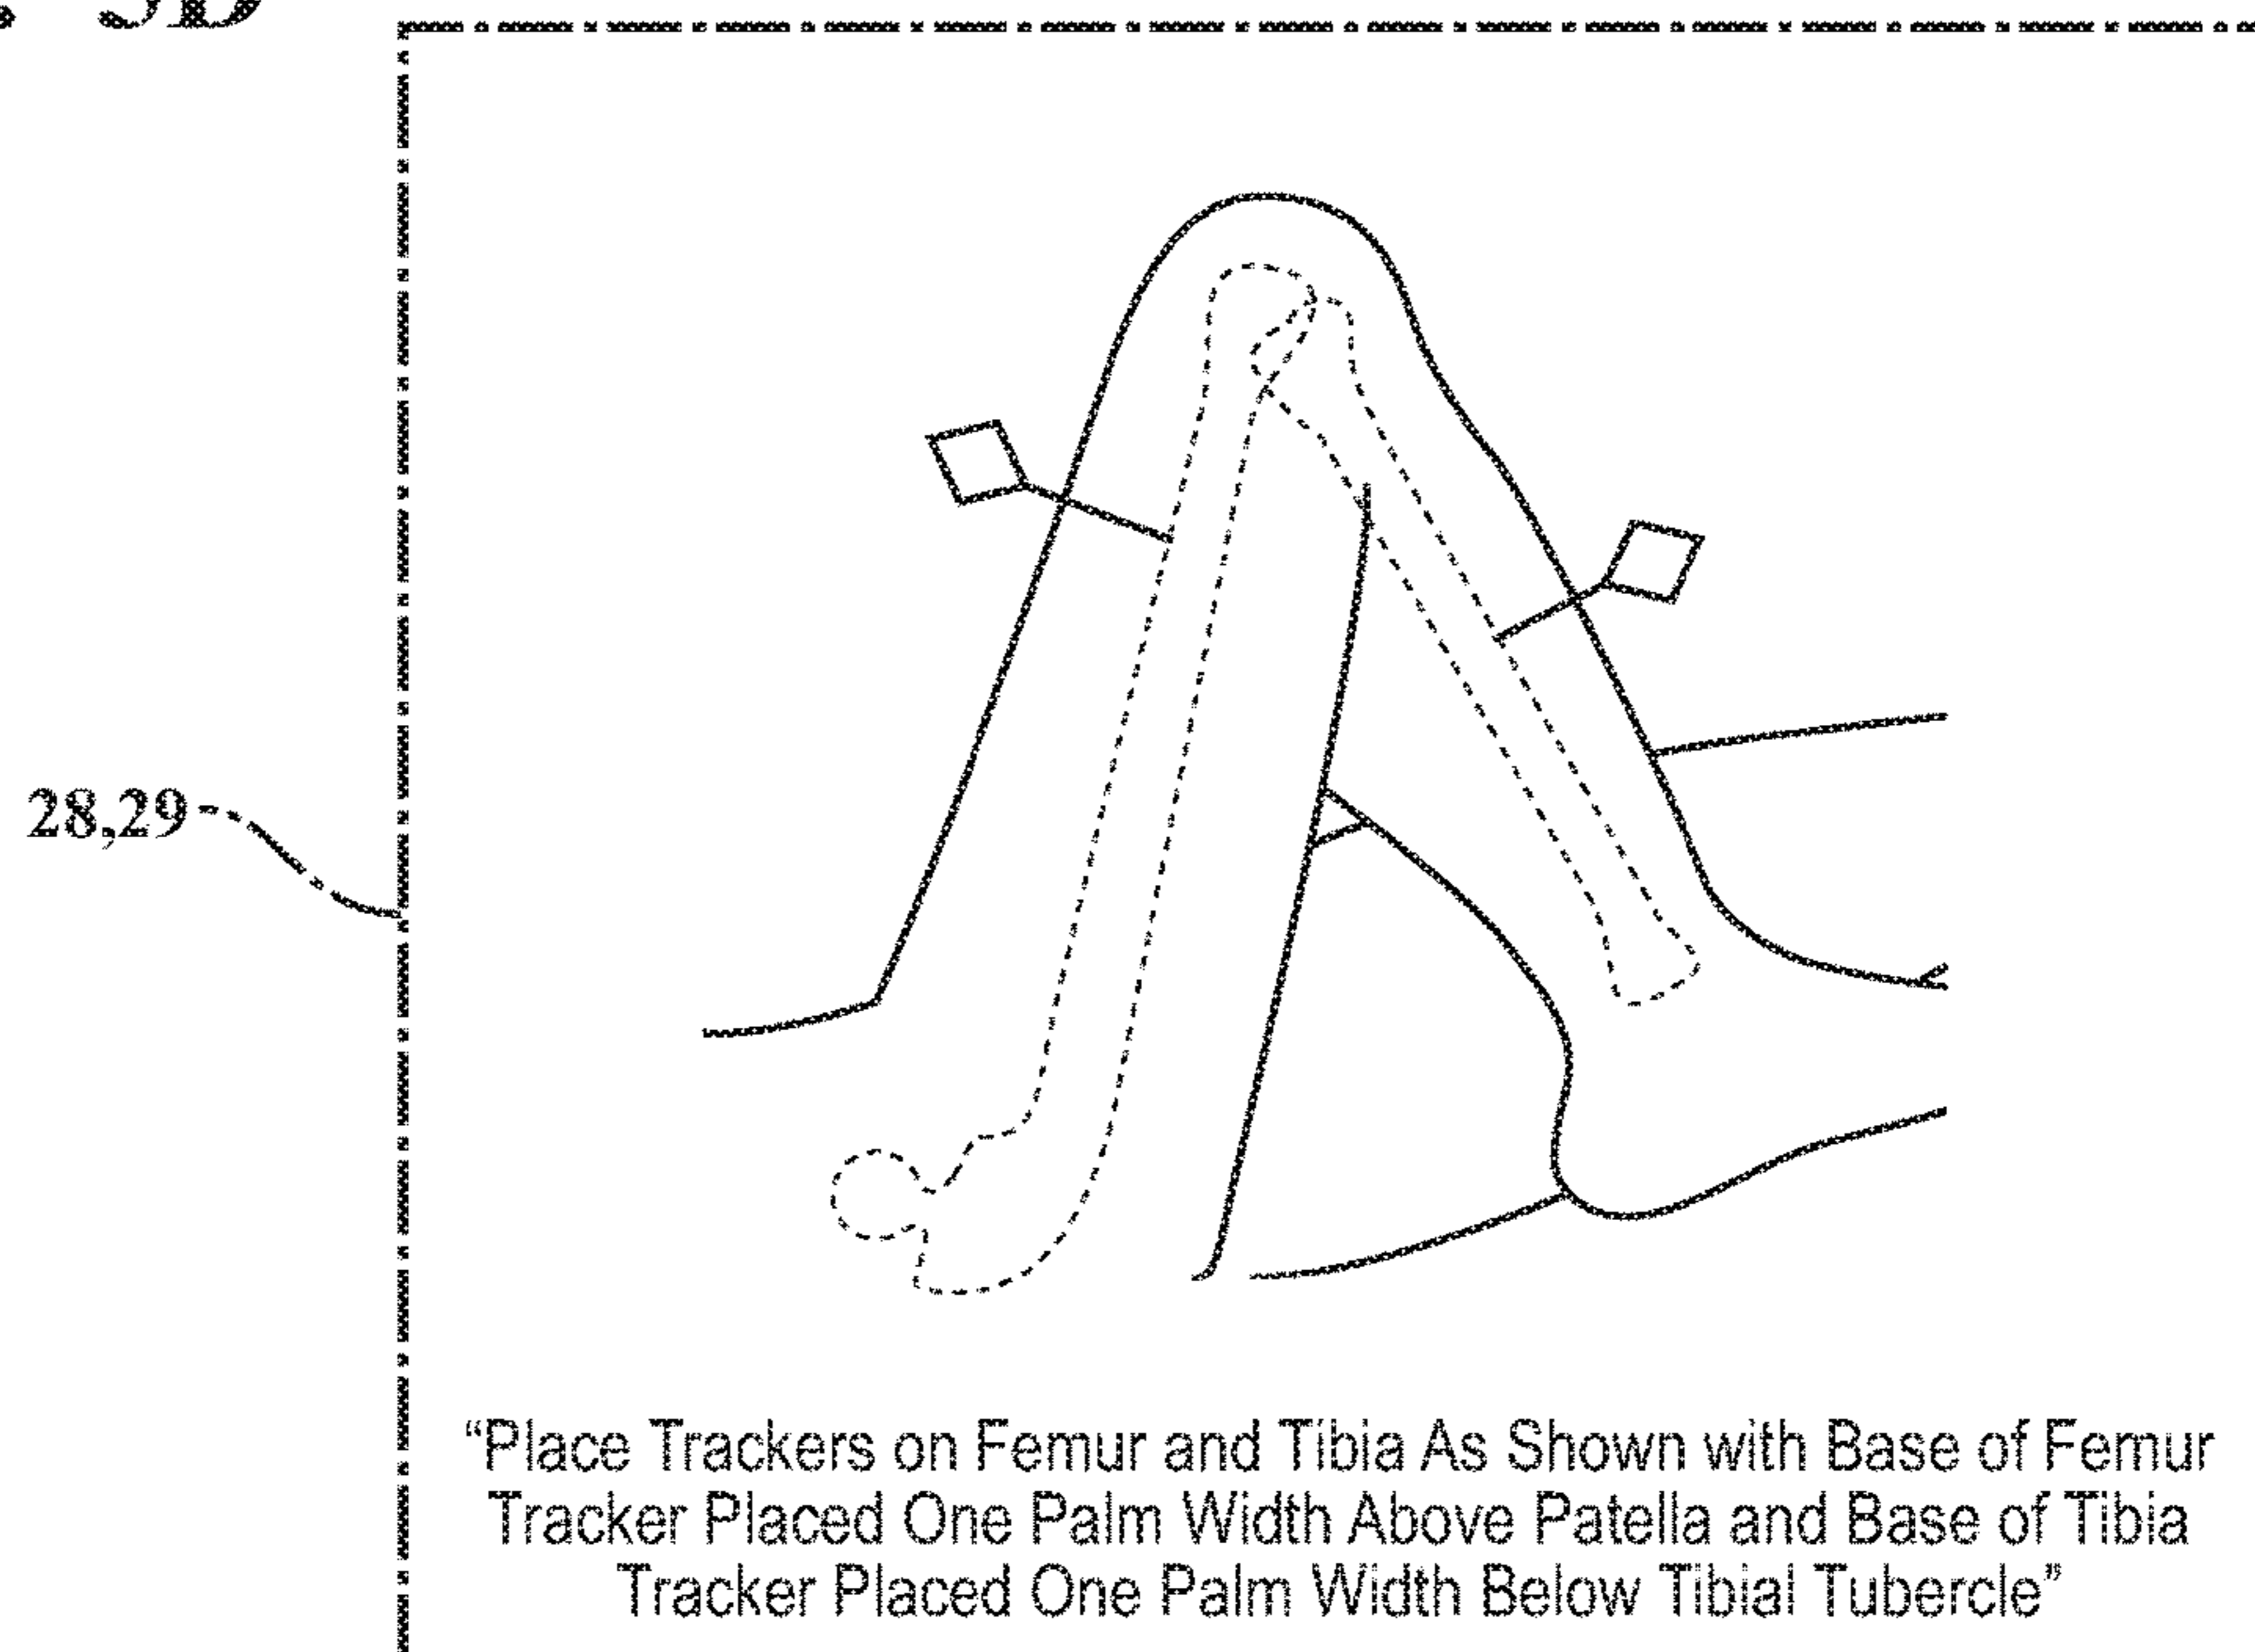 28,29
“Place Trackers on Femur and Tibia As Shown with Base of Femur
Tracker Placed One Palm Width Above Patella and Base of Tibia
Tracker Placed One Palm Width Below Tibial Tubercle”